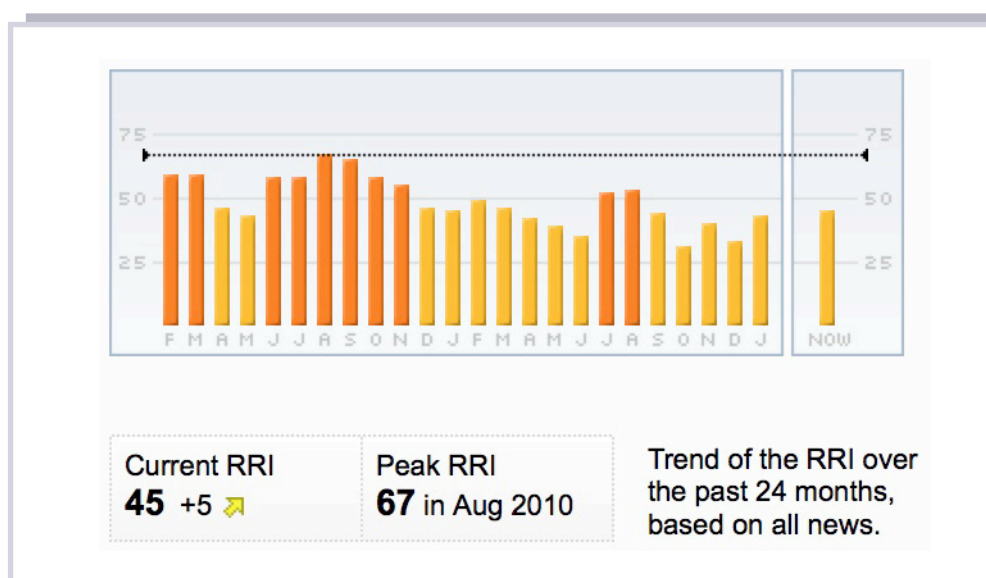 75 75
50 50
25 25
F M A M J J A S O N D J F M A M J J A S O N D J NOW
Current RRI
45 +5
Peak RRI
67 in Aug 2010
Trend of the RRI over
the past 24 months,
based on all news.